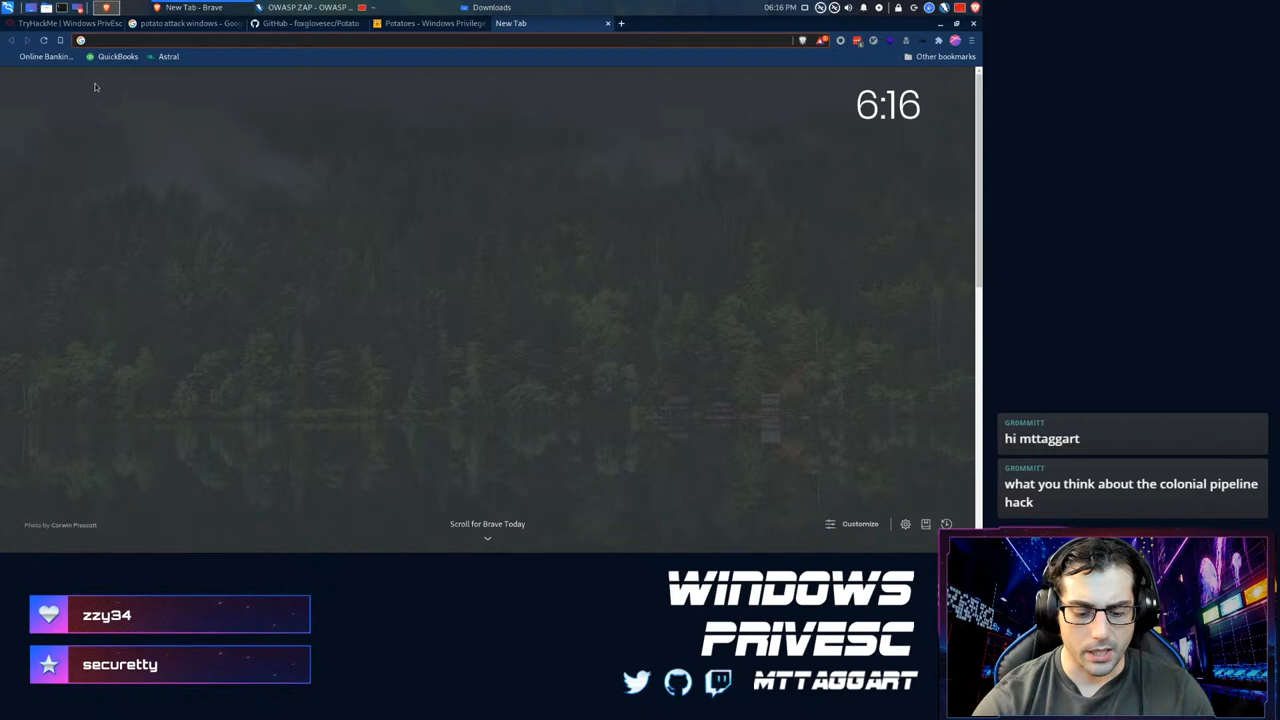 New Tab - Brave
OWASP ZAP - OWASP ...
Downloads
06:16 PM
TryHackMe | Windows PrivEsc
potato attack windows - Goo
GitHub - foxglovesec/Potato
Potatoes - Windows Privilege
New Tab
Online Bankin...
QuickBooks
Astral
Other bookmarks
6:16
GR0MMITT
hi mttaggart
GR0MMITT
what you think about the colonial pipeline
hack
Photo by Corwin Prescott
Scroll for Brave Today
Customize
zzy34
securetty
WINDOWS
PRIVESC
MTTAGGART